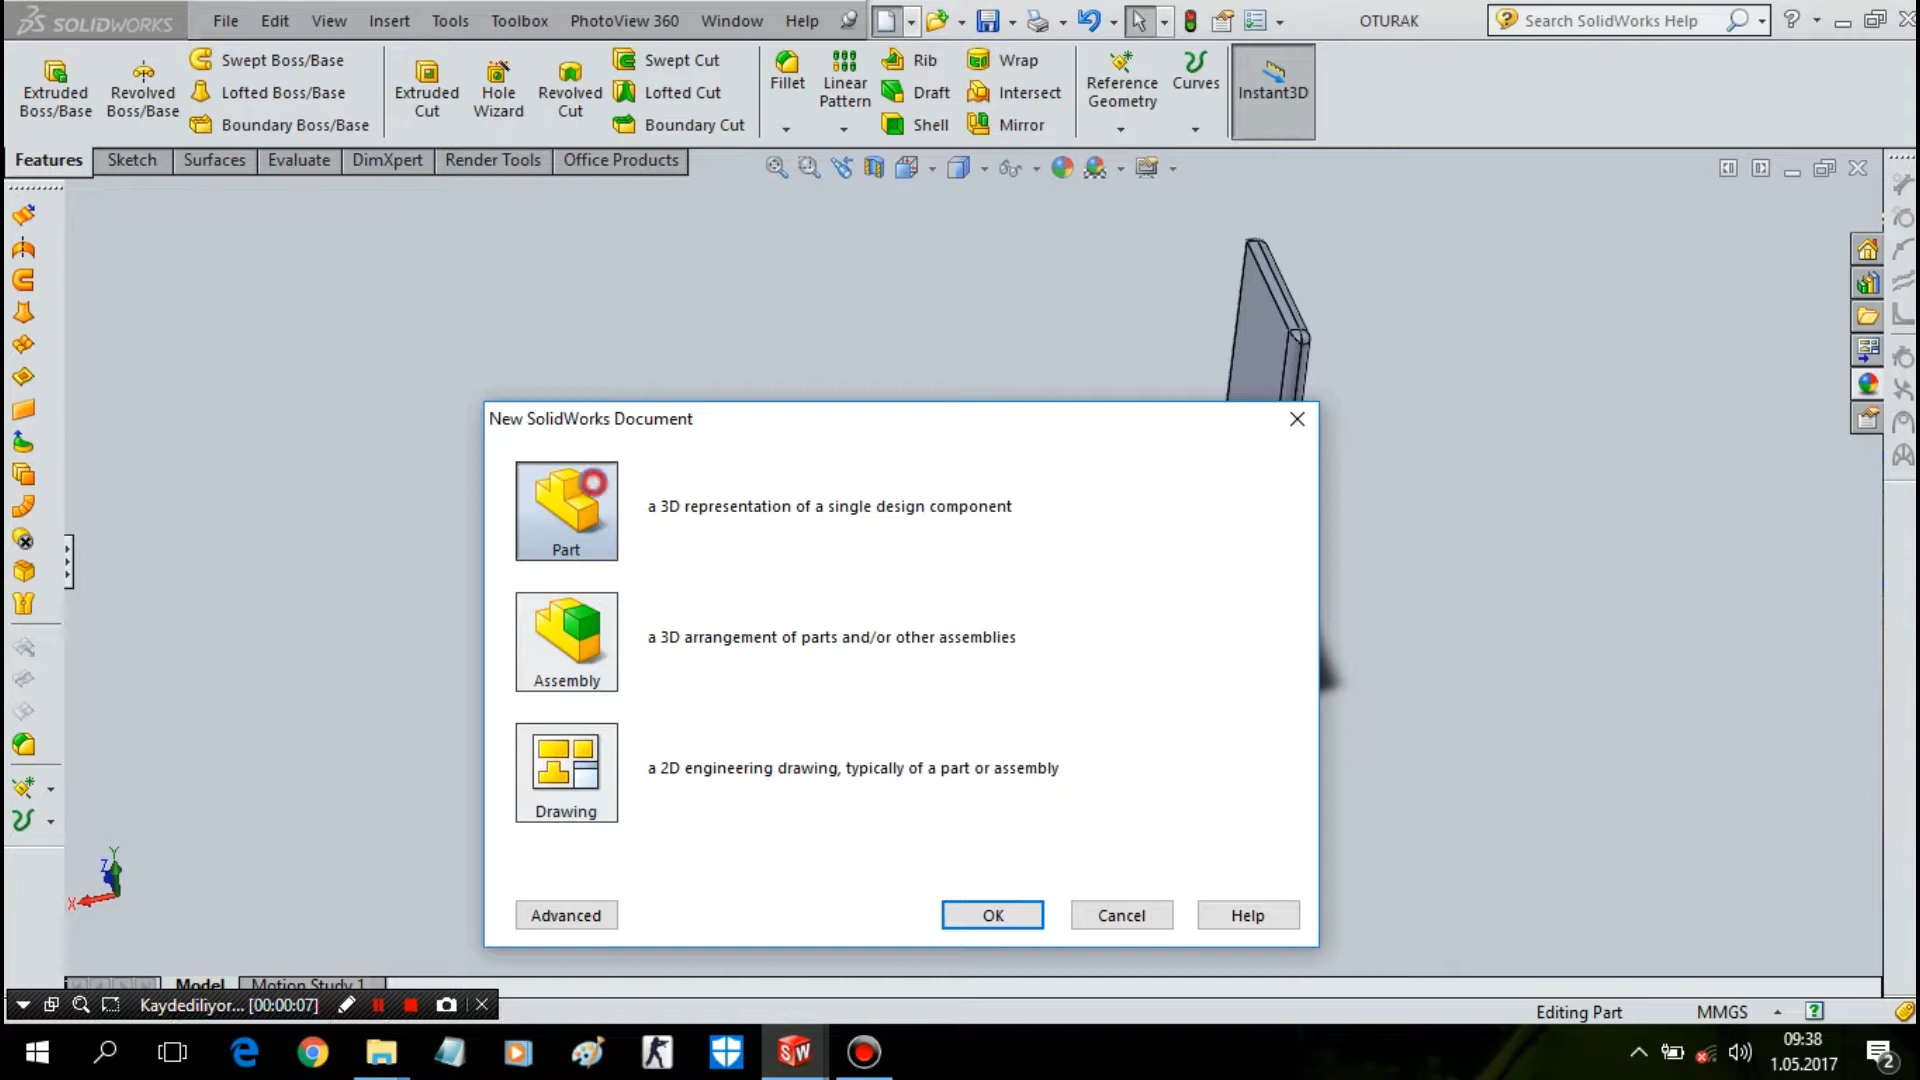 SOLIDWORKS File Edit View Insert Tools Toolbox PhotoView 360 Window Help OTURAK Search SolidWorks Help
Extruded Boss/Base
Revolved Boss/Base
Swept Boss/Base
Lofted Boss/Base
Boundary Boss/Base
Extruded Cut
Hole Wizard
Revolved Cut
Swept Cut
Lofted Cut
Boundary Cut
Fillet
Linear Pattern
Rib
Draft
Shell
Wrap
Intersect
Mirror
Reference Geometry
Curves
Instant3D
Features Sketch Surfaces Evaluate DimXpert Render Tools Office Products
New SolidWorks Document
Part
a 3D representation of a single design component
Assembly
a 3D arrangement of parts and/or other assemblies
Drawing
a 2D engineering drawing, typically of a part or assembly
Advanced OK Cancel Help
Y
Z
X
Model Motion Study 1
Kaydediliyor... [00:00:07]
Editing Part MMGS
SW
09:38
1.05.2017
2